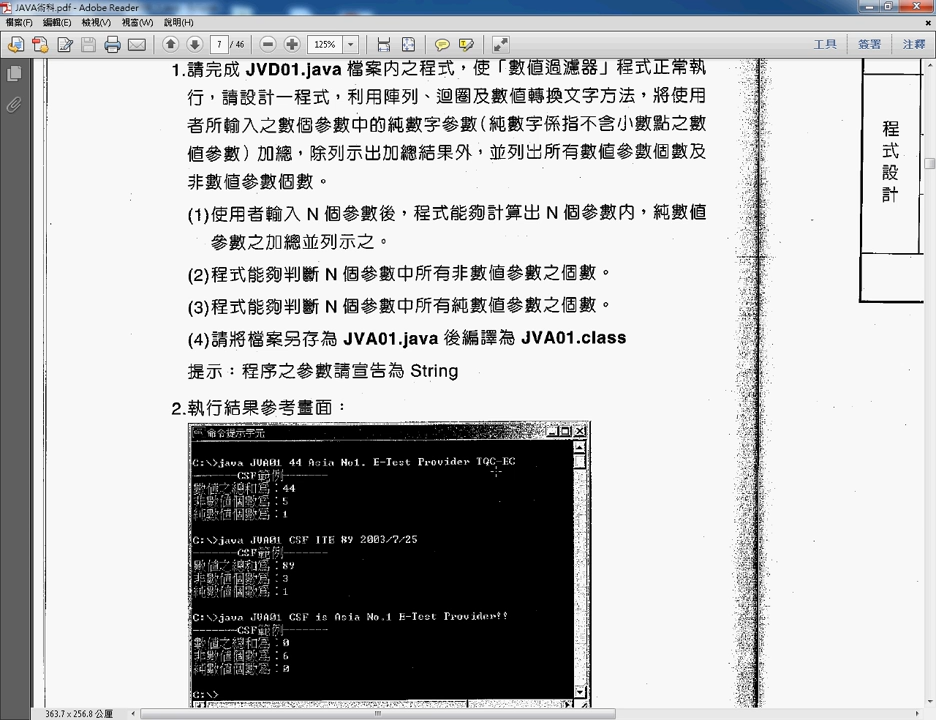 JAVA術科.pdf - Adobe Reader
檔案(F) 編輯(E) 檢視(V) 視窗(W) 說明(H)
7 / 46 125% 工具 簽署 注釋
1.請完成 JVD01.java 檔案內之程式，使「數值過濾器」程式正常執
行，請設計一程式，利用陣列、迴圈及數值轉換文字方法，將使用
者所輸入之數個參數中的純數字參數(純數字係指不含小數點之數
值參數）加總，除列示出加總結果外，並列出所有數值參數個數及
非數值參數個數。
(1)使用者輸入 N 個參數後，程式能夠計算出 N 個參數內，純數值
參數之加總並列示之。
(2)程式能夠判斷 N 個參數中所有非數值參數之個數。
(3)程式能夠判斷 N 個參數中所有純數值參數之個數。
(4)請將檔案另存為 JVA01.java 後編譯為 JVA01.class
提示：程序之參數請宣告為 String
2.執行結果參考畫面：
命令提示字元
C:\>java JVA01 44 Asia No1. E-Test Provider TQC-EC
-------CSF範例-------
數值之總和為：44
非數值個數為：5
純數值個數為：1
C:\>java JVA01 CSF ITE 89 2003/7/25
-------CSF範例-------
數值之總和為：89
非數值個數為：3
純數值個數為：1
C:\>java JVA01 CSF is Asia No.1 E-Test Provider!!
-------CSF範例-------
數值之總和為：0
非數值個數為：6
純數值個數為：0
C:\>
程式設計
363.7 x 256.8 公厘